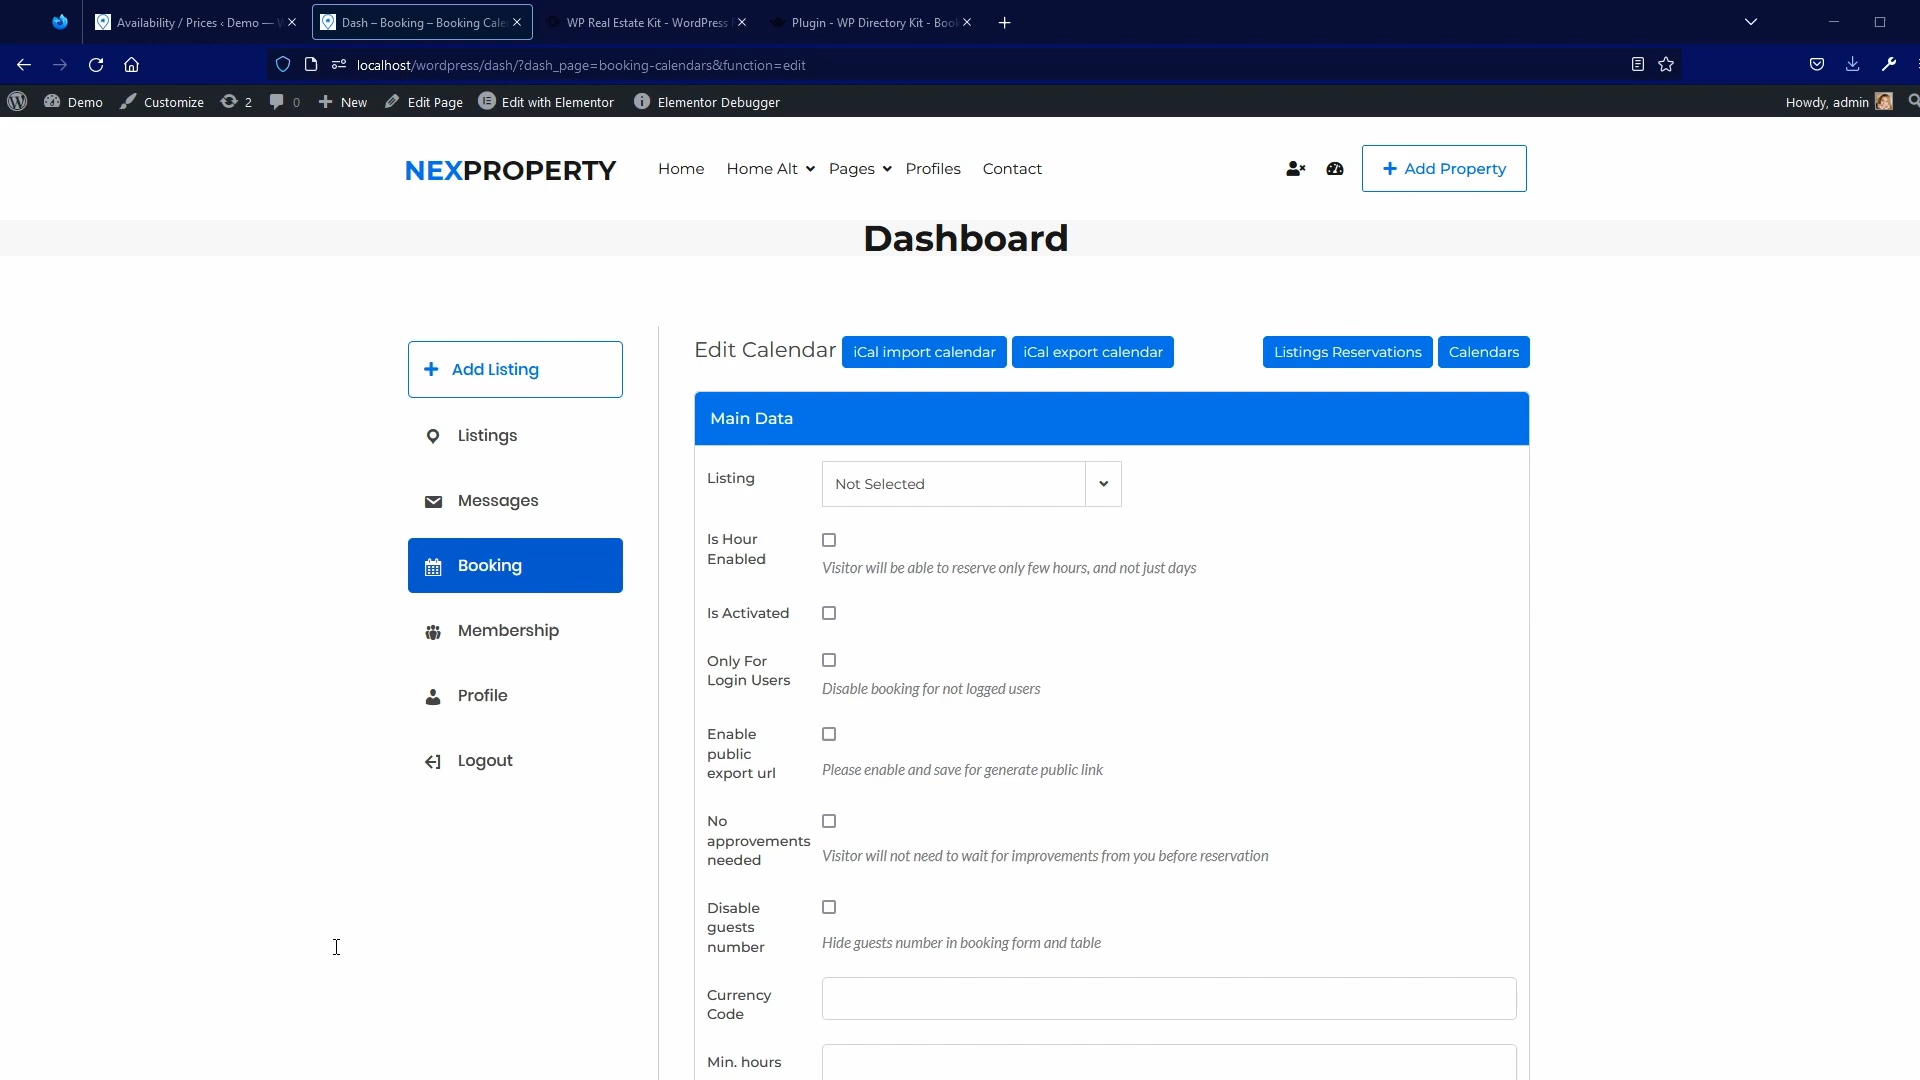 Availability / Prices ‹ Demo — W
Dash – Booking – Booking Cale
WP Real Estate Kit - WordPress
Plugin - WP Directory Kit - Boo
localhost/wordpress/dash/?dash_page=booking-calendars&function=edit
Demo
Customize
2
0
New
Edit Page
Edit with Elementor
Elementor Debugger
Howdy, admin
NEXPROPERTY
Home
Home Alt
Pages
Profiles
Contact
+ Add Property
Dashboard
+ Add Listing
Listings
Messages
Booking
Membership
Profile
Logout
Edit Calendar
iCal import calendar
iCal export calendar
Listings Reservations
Calendars
Main Data
Listing
Not Selected
Is Hour
Enabled
Visitor will be able to reserve only few hours, and not just days
Is Activated
Only For
Login Users
Disable booking for not logged users
Enable
public
export url
Please enable and save for generate public link
No
approvements
needed
Visitor will not need to wait for improvements from you before reservation
Disable
guests
number
Hide guests number in booking form and table
Currency
Code
Min. hours